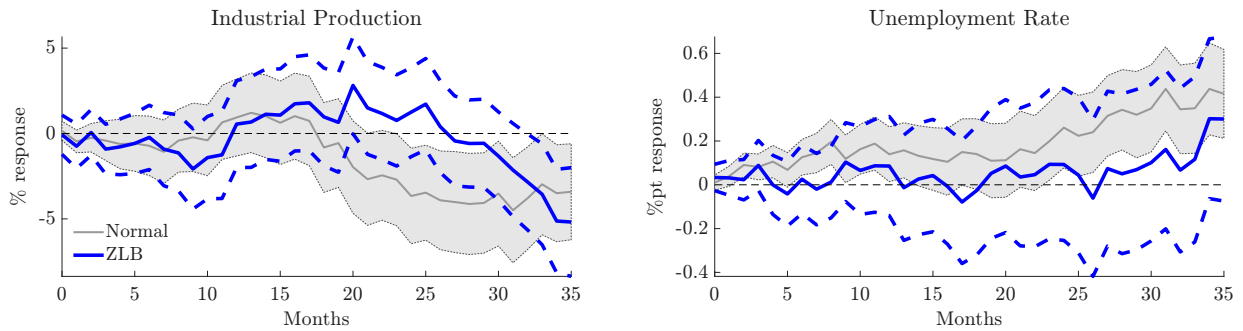 Industrial Production
% response
5
0
-5
Normal
ZLB
0 5 10 15 20 25 30 35
Months
Unemployment Rate
%pt response
0.6
0.4
0.2
0
-0.2
-0.4
0 5 10 15 20 25 30 35
Months